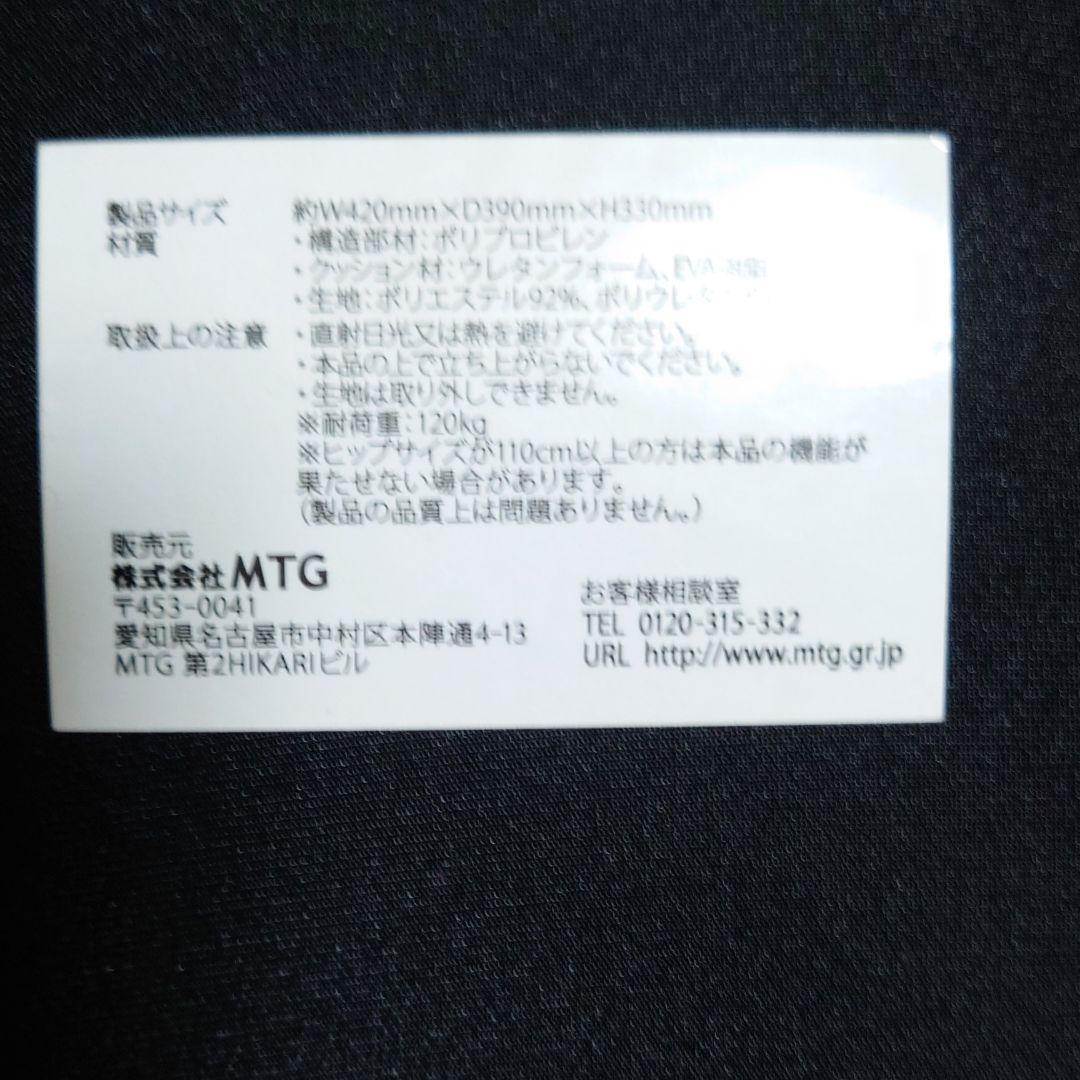 製品サイズ 約W420mm×D390mm×H330mm
材質 ・構造部材：ポリプロピレン
・クッション材：ウレタンフォーム、EVA樹脂
・生地：ポリエステル92%、ポリウレ
取扱上の注意 ・直射日光又は熱を避けてください。
・本品の上で立ち上がらないでください。
・生地は取り外しできません。
※耐荷重：120kg
※ヒップサイズが110cm以上の方は本品の機能が
果たせない場合があります。
（製品の品質上は問題ありません。）
販売元
株式会社MTG
〒453-0041
愛知県名古屋市中村区本陣通4-13
MTG 第2HIKARIビル
お客様相談室
TEL 0120-315-332
URL http://www.mtg.gr.jp